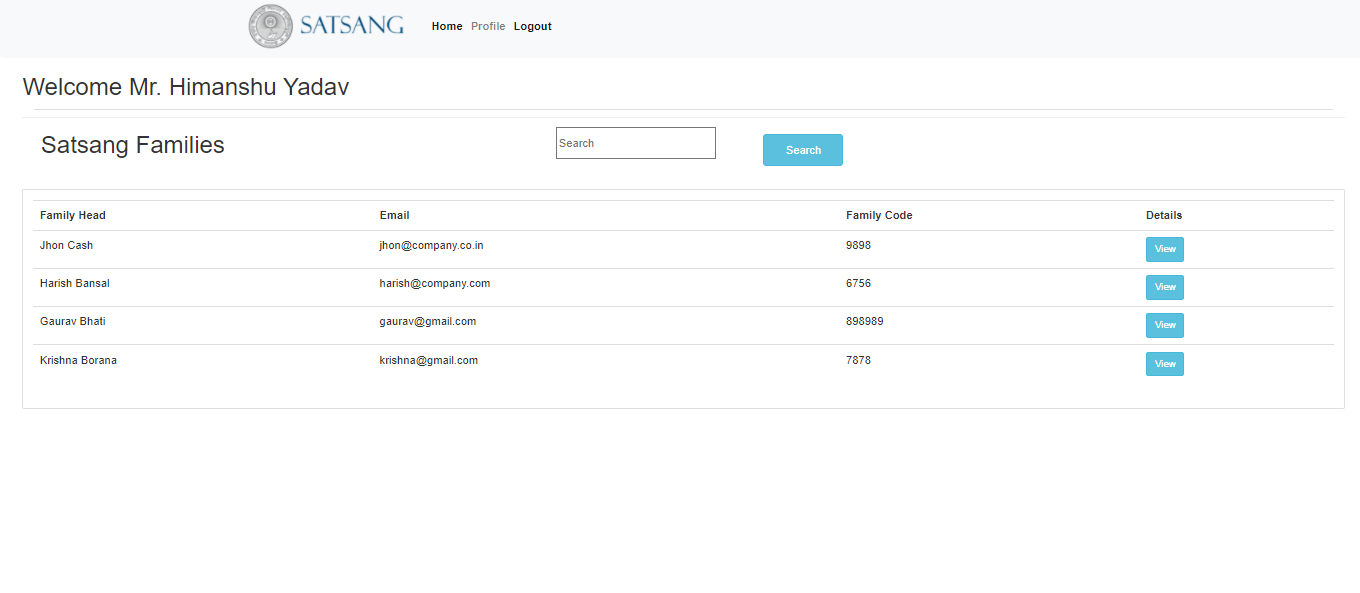 SATSANG Home Profile Logout
Welcome Mr. Himanshu Yadav
Satsang Families Search Search
Family Head Email Family Code Details
Jhon Cash jhon@company.co.in 9898 View
Harish Bansal harish@company.com 6756 View
Gaurav Bhati gaurav@gmail.com 898989 View
Krishna Borana krishna@gmail.com 7878 View